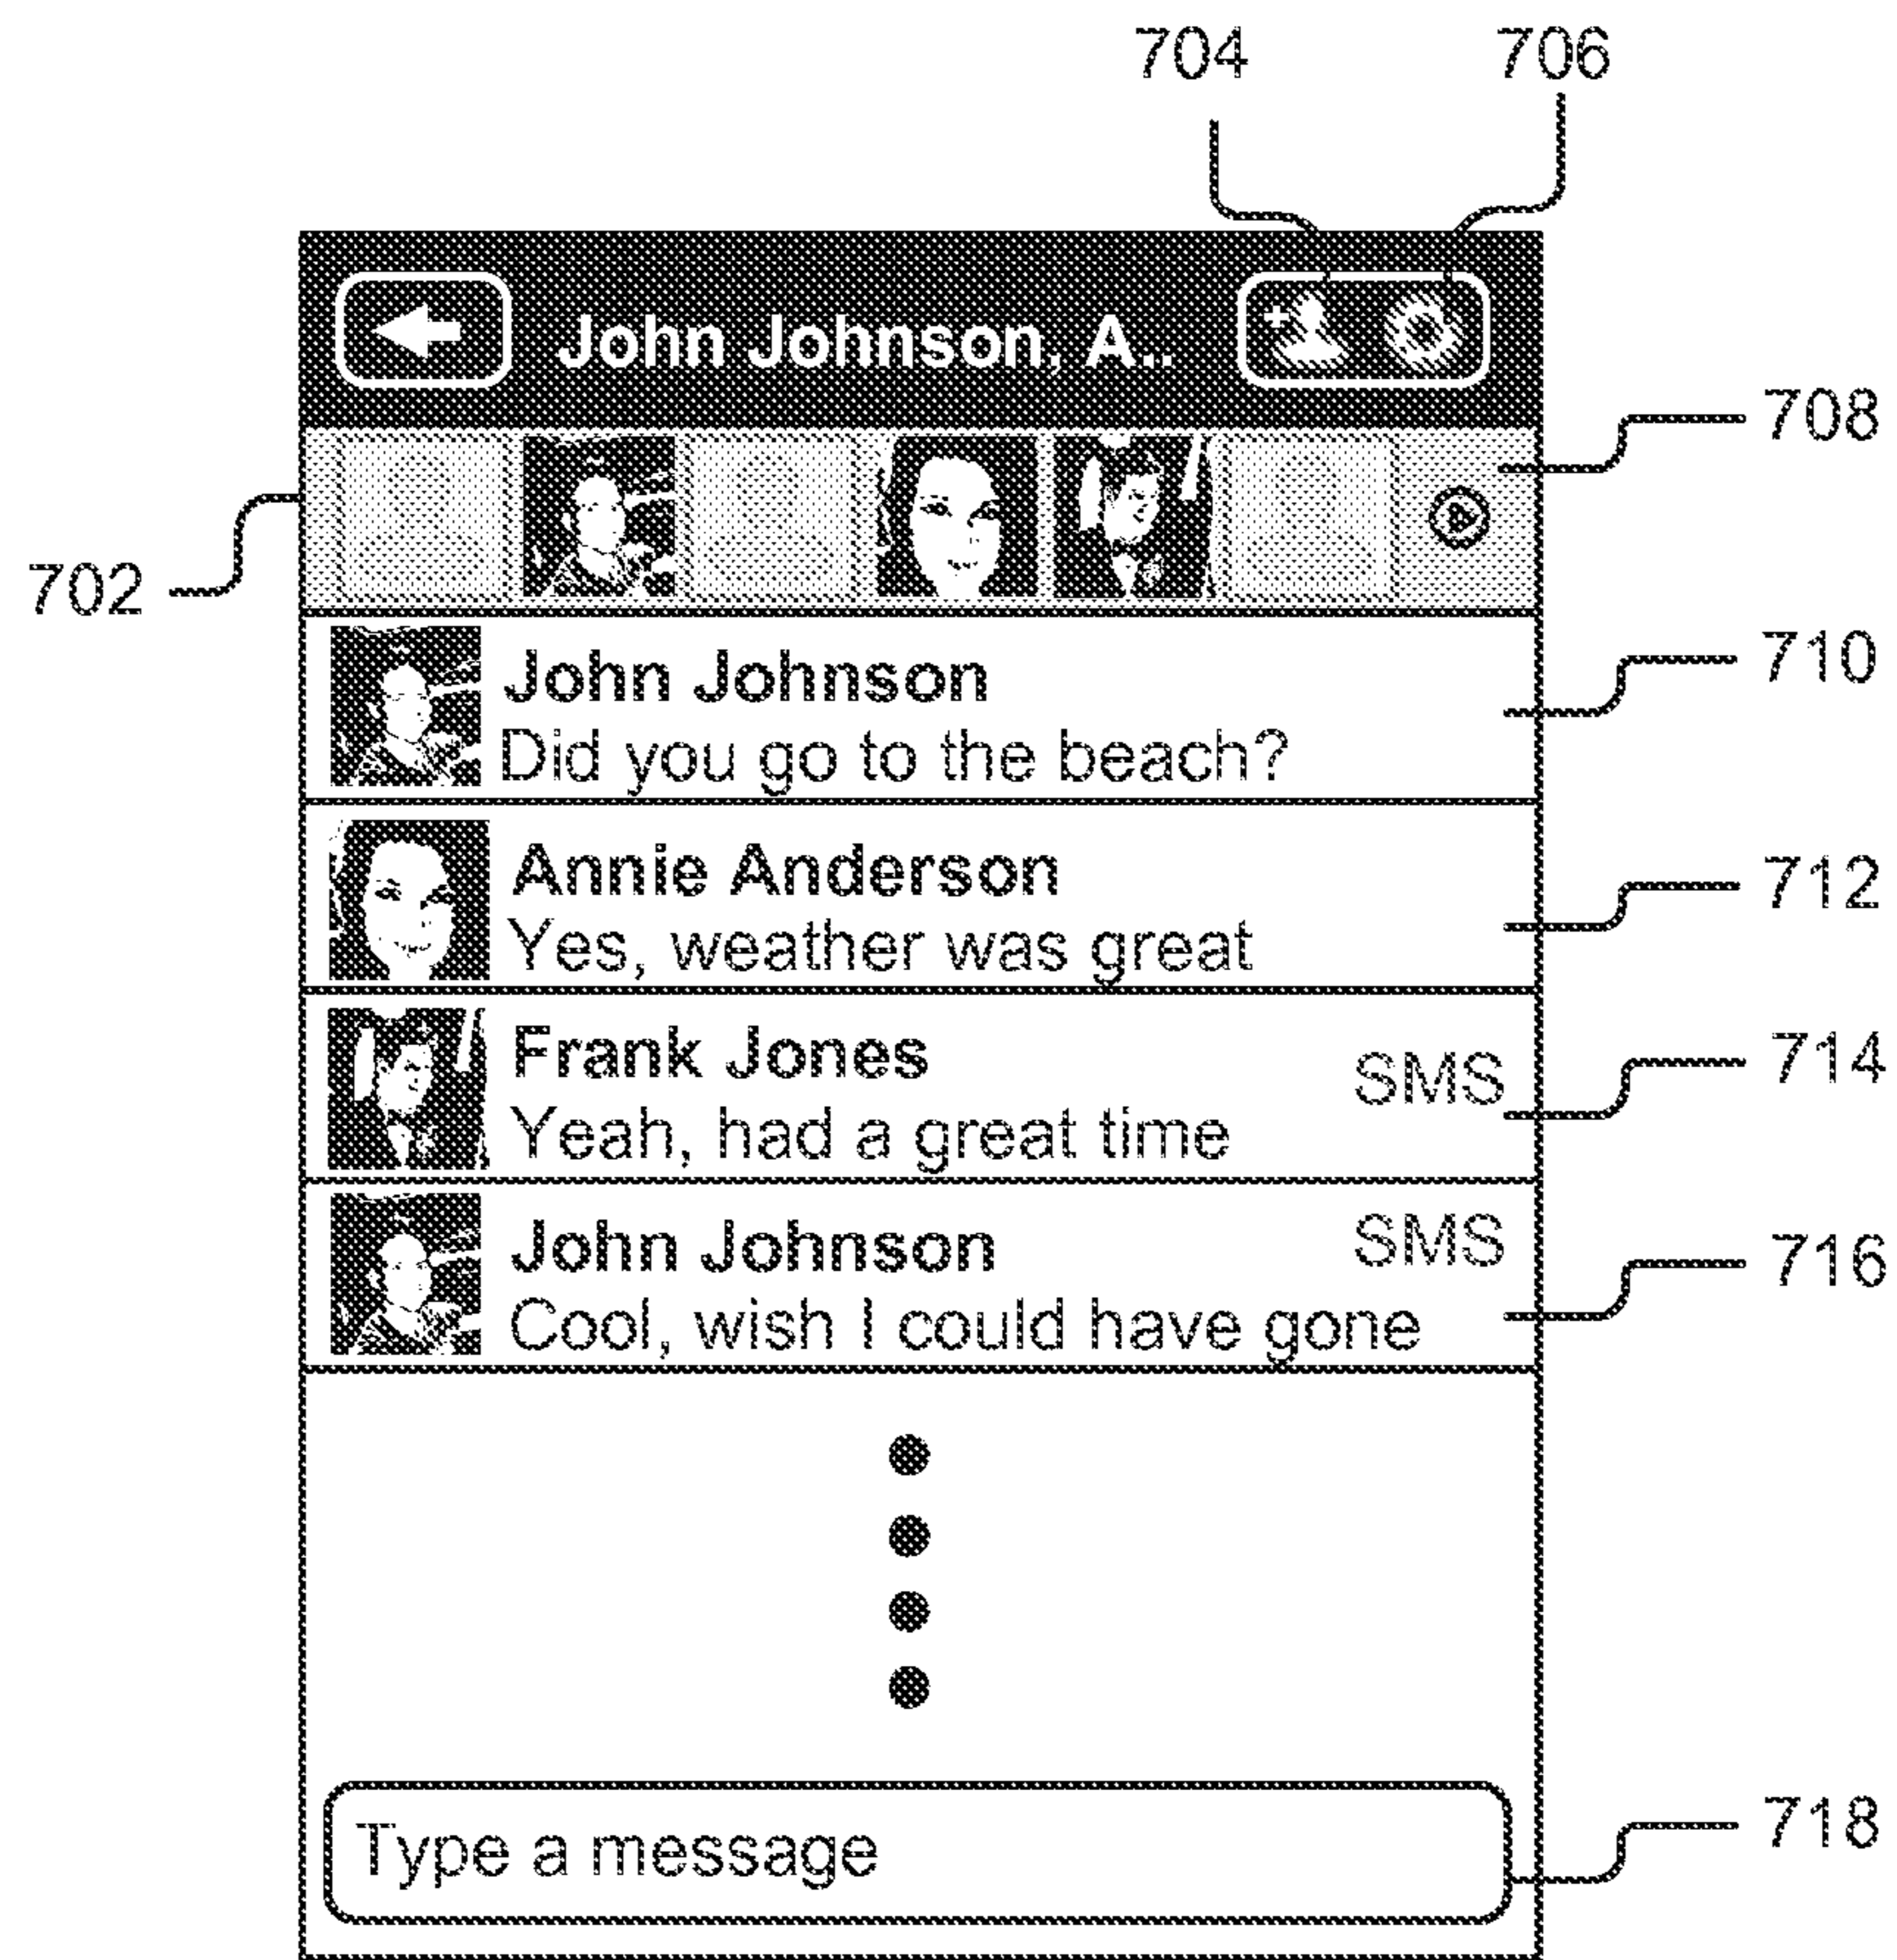 704 706
John Johnson, A..
708
702
John Johnson
710
Did you go to the beach?
Annie Anderson
712
Yes, weather was great
Frank Jones
SMS
714
Yeah, had a great time
John Johnson
SMS
716
Cool, wish I could have gone
Type a message
718